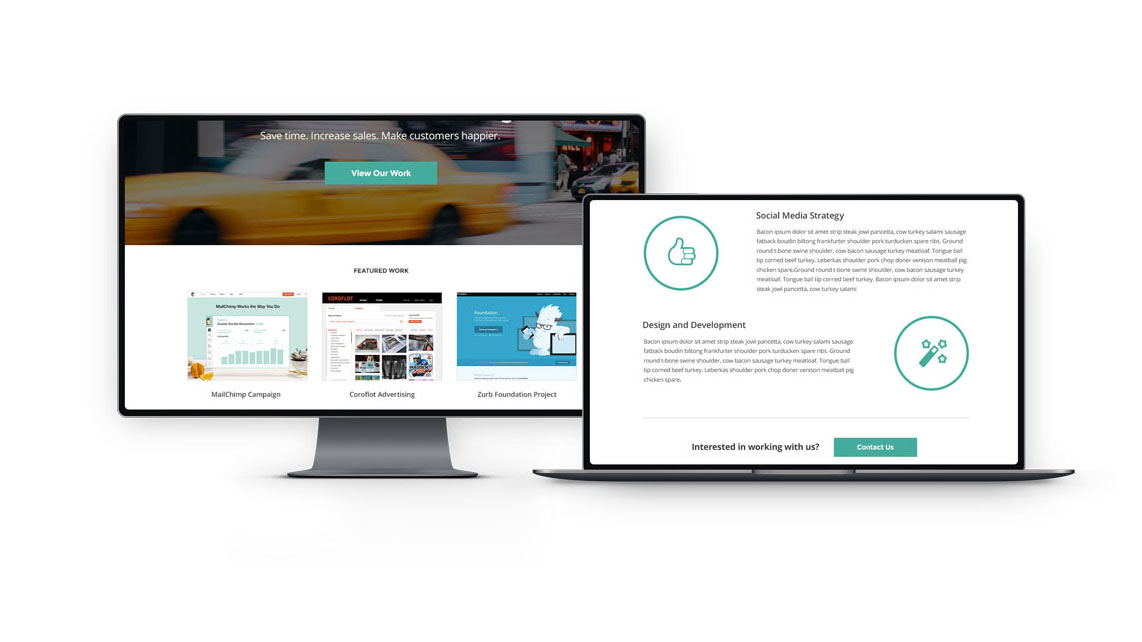 Save time. Increase sales. Make customers happier.
View Our Work
FEATURED WORK
MailChimp Works the Way You Do
COROFLOT
Foundation
MailChimp Campaign
Coroflot Advertising
Zurb Foundation Project
Social Media Strategy
Bacon ipsum dolor sit amet strip steak jowl pancetta, cow turkey salami sausage
fatback boudin biltong frankfurter shoulder pork turducken spare ribs, Ground
round t-bone swine shoulder, cow bacon sausage turkey meatloaf. Tongue ball
tip corned beef turkey. Leberkas shoulder pork chop doner venison meatball pig
chicken spare.Ground round t-bone swine shoulder, cow bacon sausage turkey
meatloaf. Tongue ball tip corned beef turkey. Bacon ipsum dolor sit amet strip
steak jowl pancetta, cow turkey salami
Design and Development
Bacon ipsum dolor sit amet strip steak jowl pancetta, cow turkey salami sausage
fatback boudin biltong frankfurter shoulder pork turducken spare ribs, Ground
round t-bone swine shoulder, cow bacon sausage turkey meatloaf. Tongue ball
tip corned beef turkey. Leberkas shoulder pork chop doner venison meatball pig
chicken spare.
Interested in working with us?
Contact Us